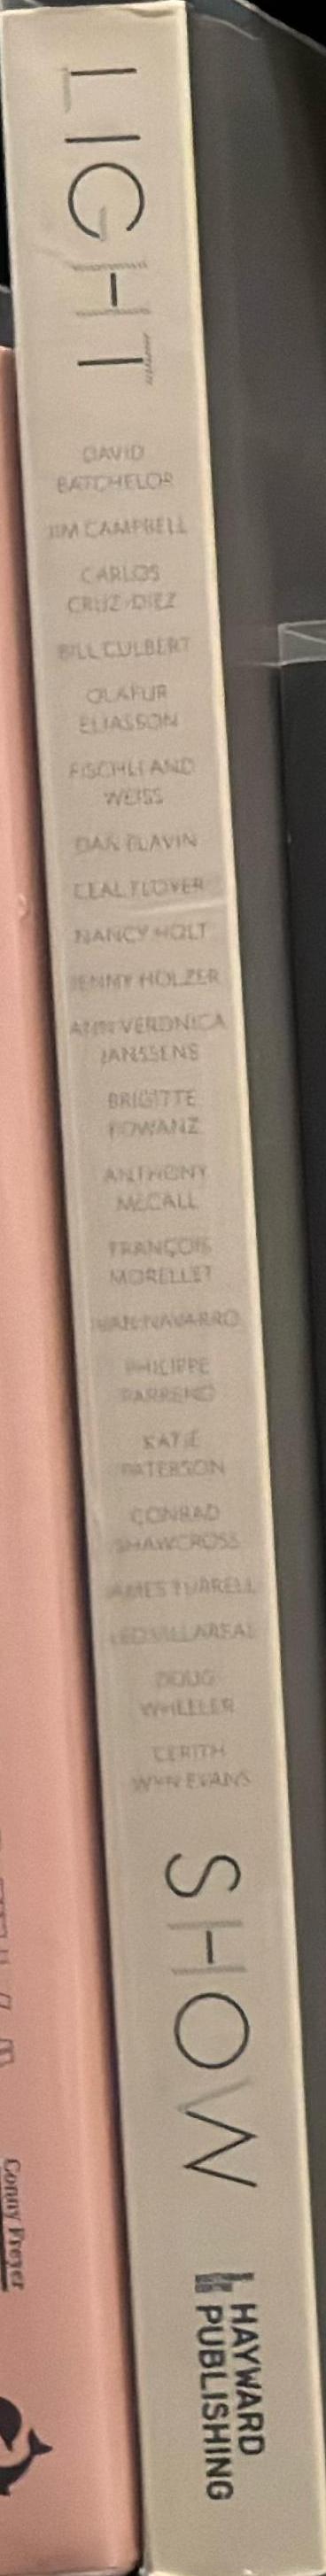 LIGHT
DAVID
BATCHELOR
JIM CAMPBELL
CARLOS
CRUZ-DIEZ
BILL CULBERT
OLAFUR
ELIASSON
FISCHLI AND
WEISS
DAN FLAVIN
CEAL FLOYER
NANCY HOLT
JENNY HOLZER
ANN VERONICA
JANSSENS
BRIGITTE
KOWANZ
ANTHONY
McCALL
FRANÇOIS
MORELLET
IVÁN NAVARRO
PHILIPPE
PARRENO
KATIE
PATERSON
CONRAD
SHAWCROSS
JAMES TURRELL
LEO VILLAREAL
DOUG
WHEELER
CERITH
WYN EVANS
SHOW
HAYWARD
PUBLISHING
Conny Freyer